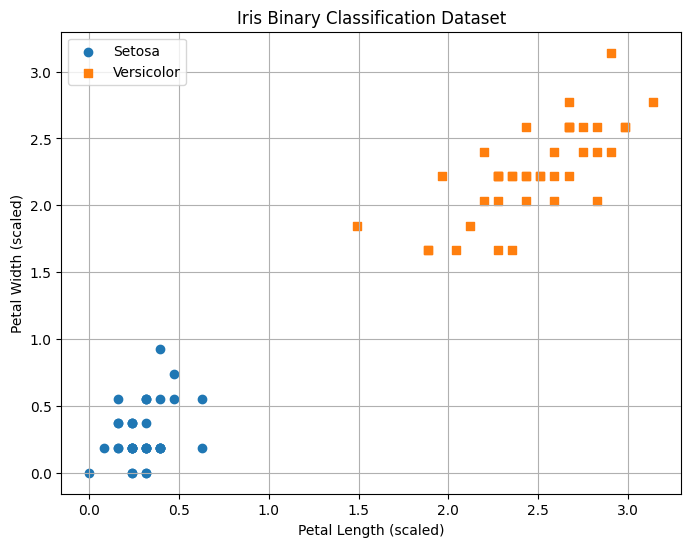 Iris Binary Classification Dataset
Setosa
Versicolor
3.0
2.5
2.0
1.5
1.0
0.5
0.0
Petal Width (scaled)
0.0 0.5 1.0 1.5 2.0 2.5 3.0
Petal Length (scaled)